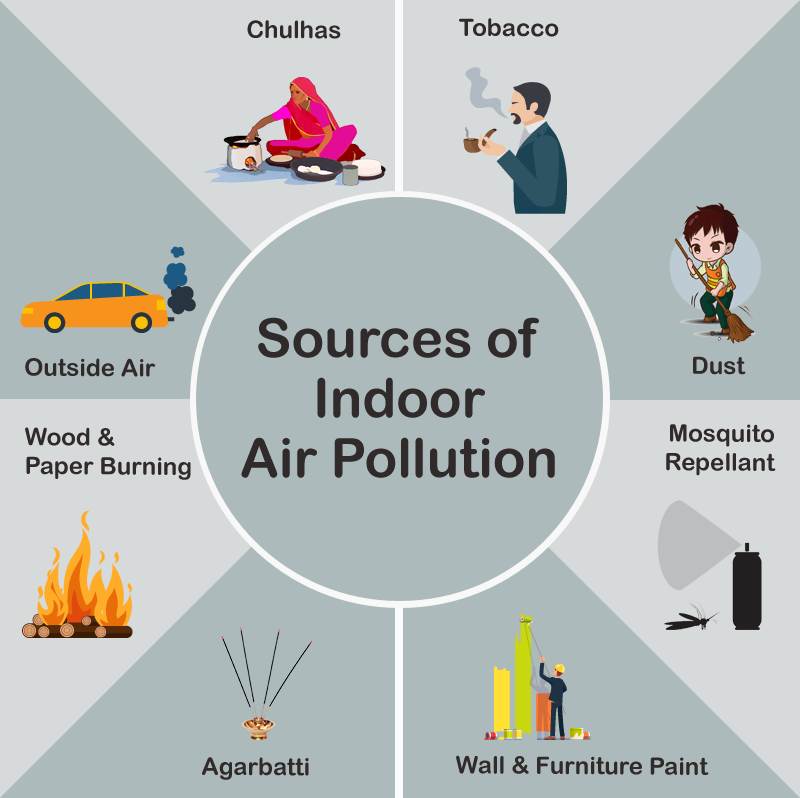 Chulhas
Tobacco
Outside Air
Dust
Sources of
Indoor
Air Pollution
Wood &
Paper Burning
Mosquito
Repellant
Agarbatti
Wall & Furniture Paint